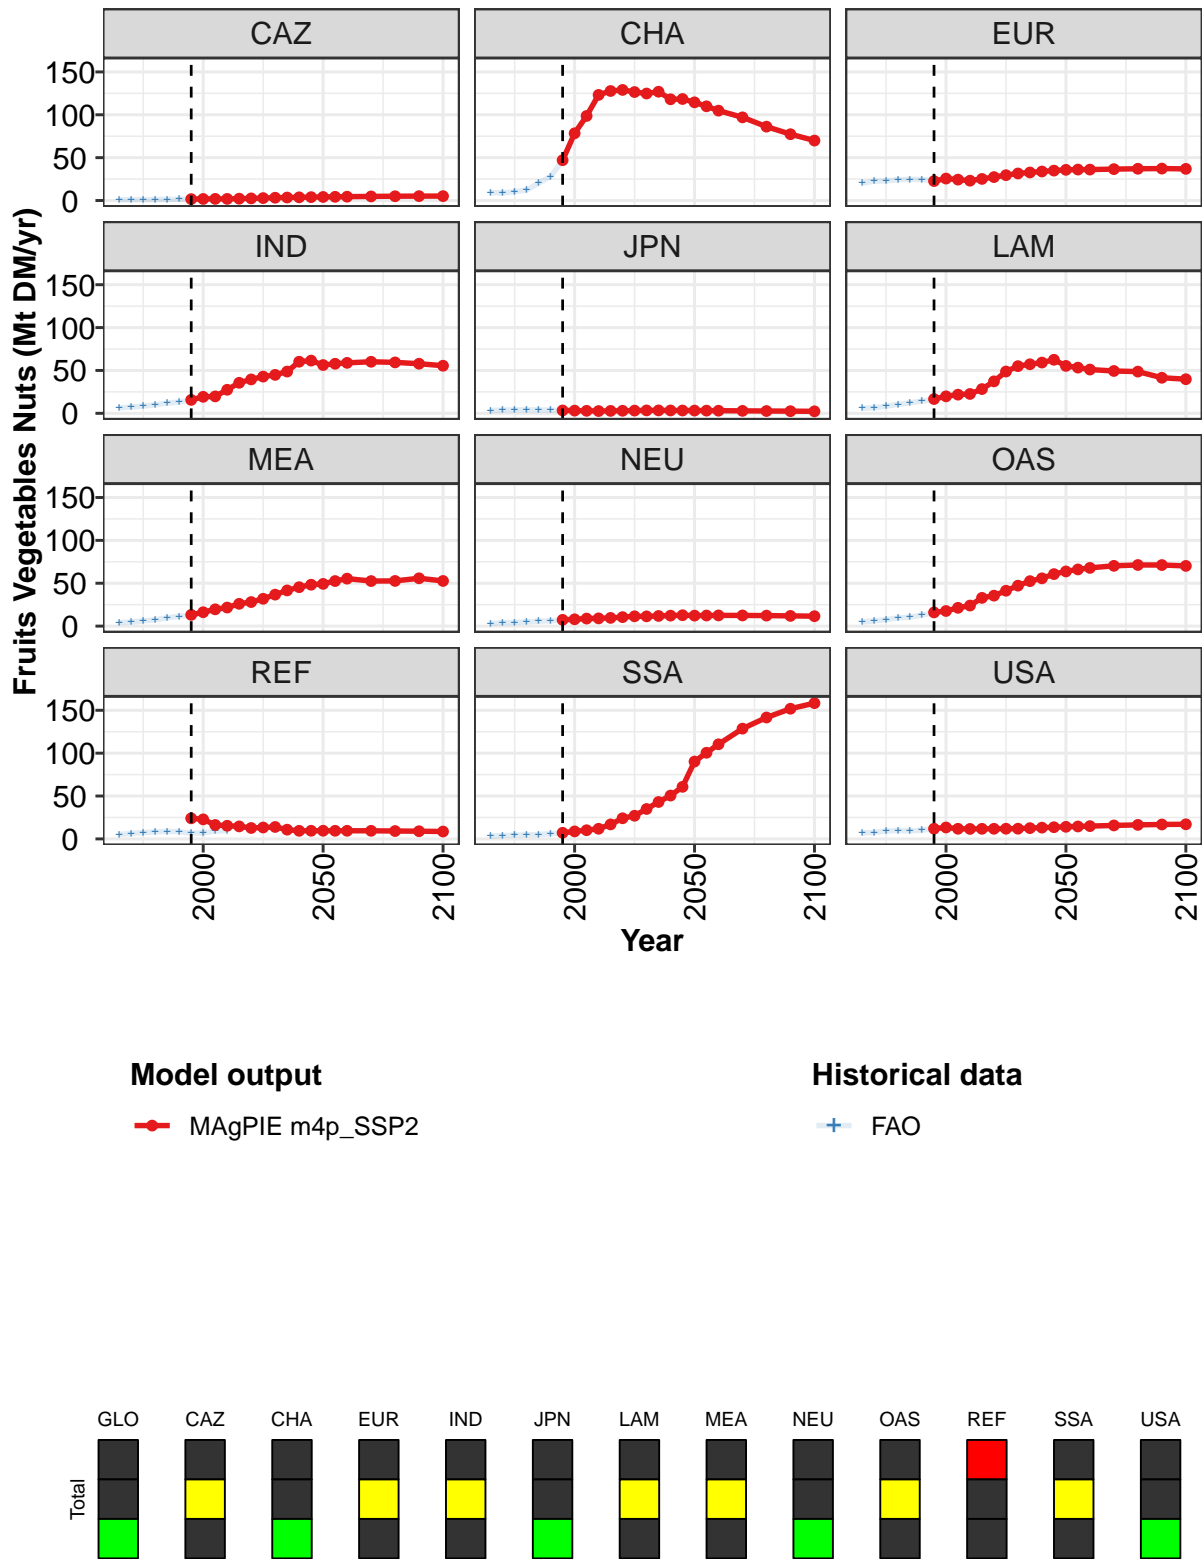 CAZ CHA EUR
150
100
50
0
IND JPN LAM
150
100
50
0
MEA NEU OAS
150
100
50
0
REF SSA USA
150
100
50
0
Fruits Vegetables Nuts (Mt DM/yr)
2000 2050 2100 2000 2050 2100 2000 2050 2100
Year
Model output Historical data
MAgPIE m4p_SSP2 FAO
GLO CAZ CHA EUR IND JPN LAM MEA NEU OAS REF SSA USA
Total